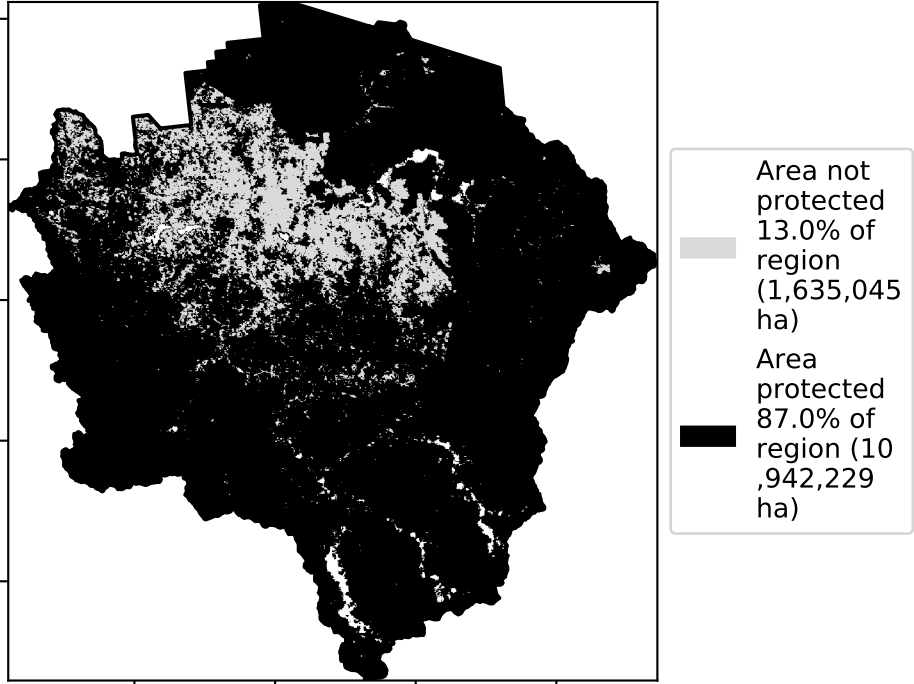 Area not
protected
13.0% of
region
(1,635,045
ha)
Area
protected
87.0% of
region (10
,942,229
ha)